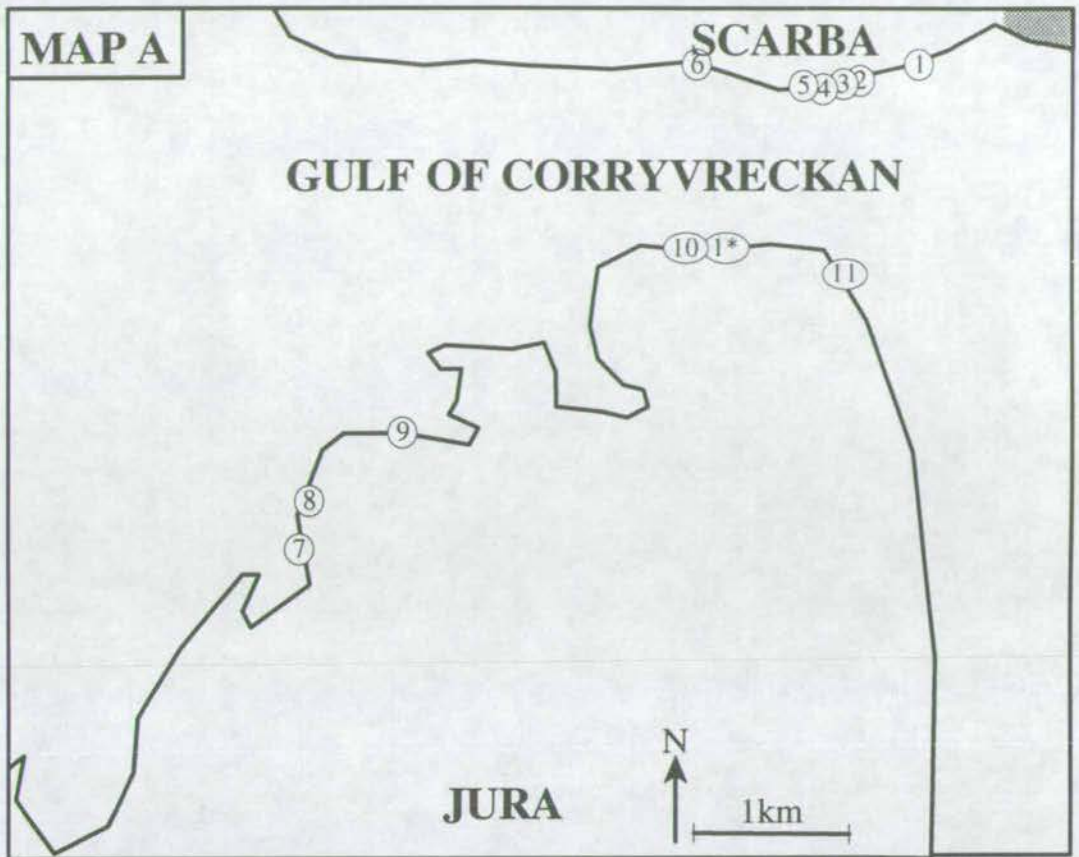 MAP A
SCARBA
6
5 4 3 2
1
GULF OF CORRYVRECKAN
10 1*
11
9
8
7
N
JURA
1km